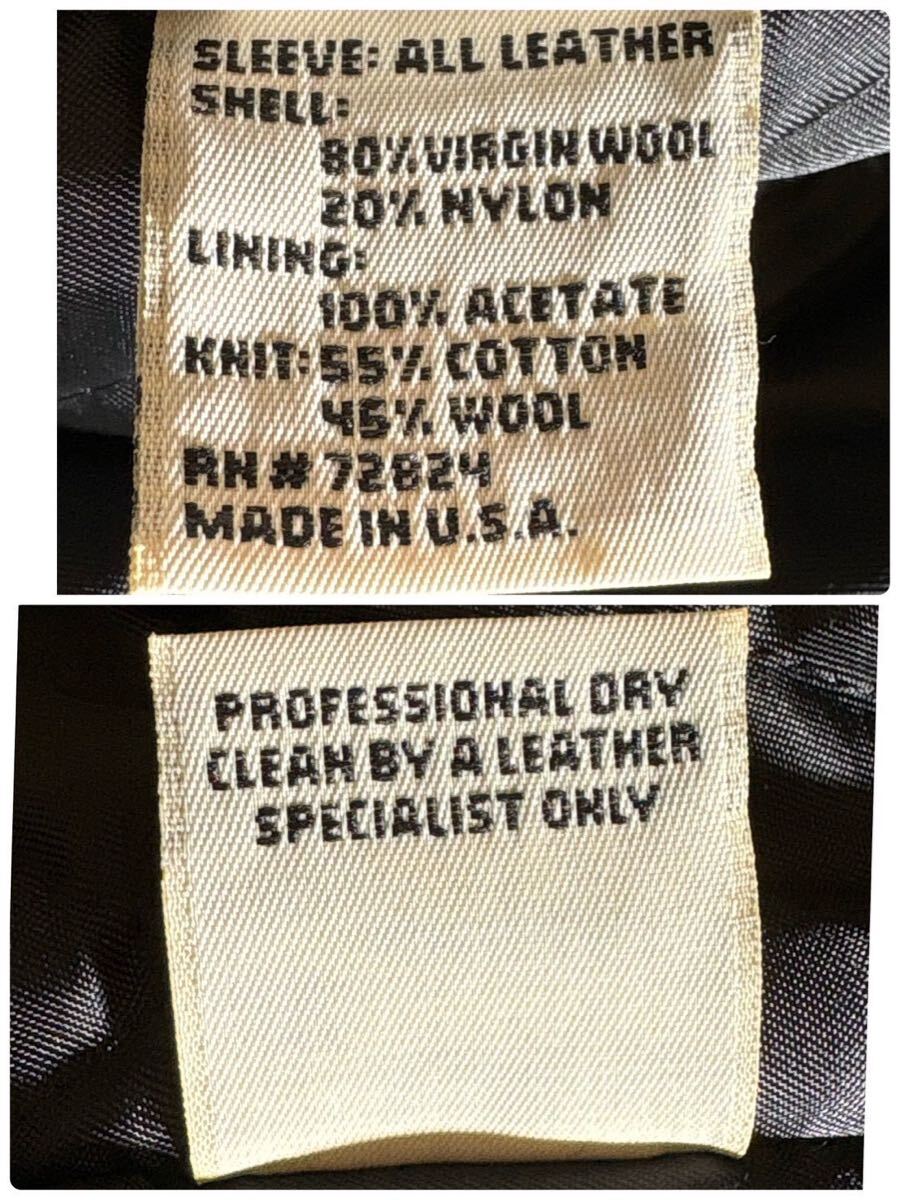 SLEEVE: ALL LEATHER
SHELL:
80% VIRGIN WOOL
20% NYLON
LINING:
100% ACETATE
KNIT: 55% COTTON
45% WOOL
RN# 72824
MADE IN U.S.A.
PROFESSIONAL DRY
CLEAN BY A LEATHER
SPECIALIST ONLY